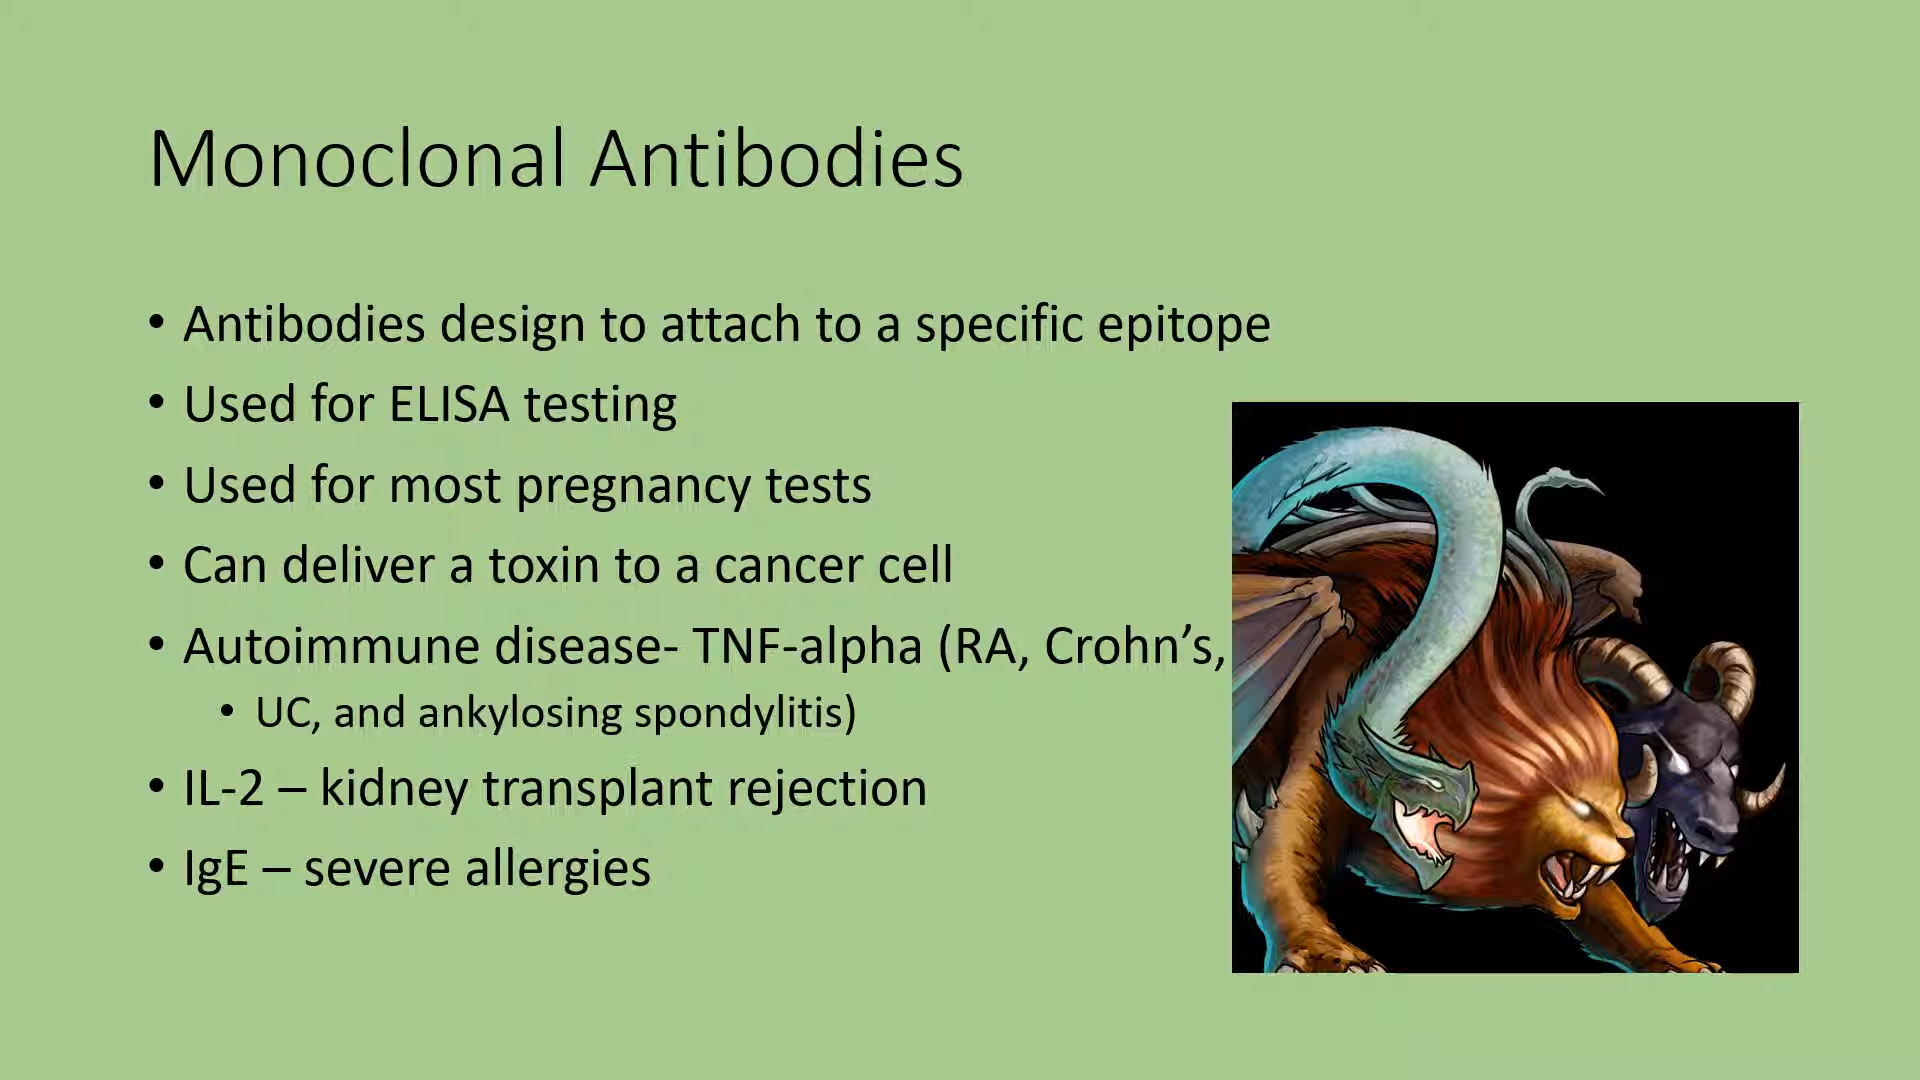 Monoclonal Antibodies
• Antibodies design to attach to a specific epitope
• Used for ELISA testing
• Used for most pregnancy tests
• Can deliver a toxin to a cancer cell
• Autoimmune disease- TNF-alpha (RA, Crohn’s,
• UC, and ankylosing spondylitis)
• IL-2 – kidney transplant rejection
• IgE – severe allergies